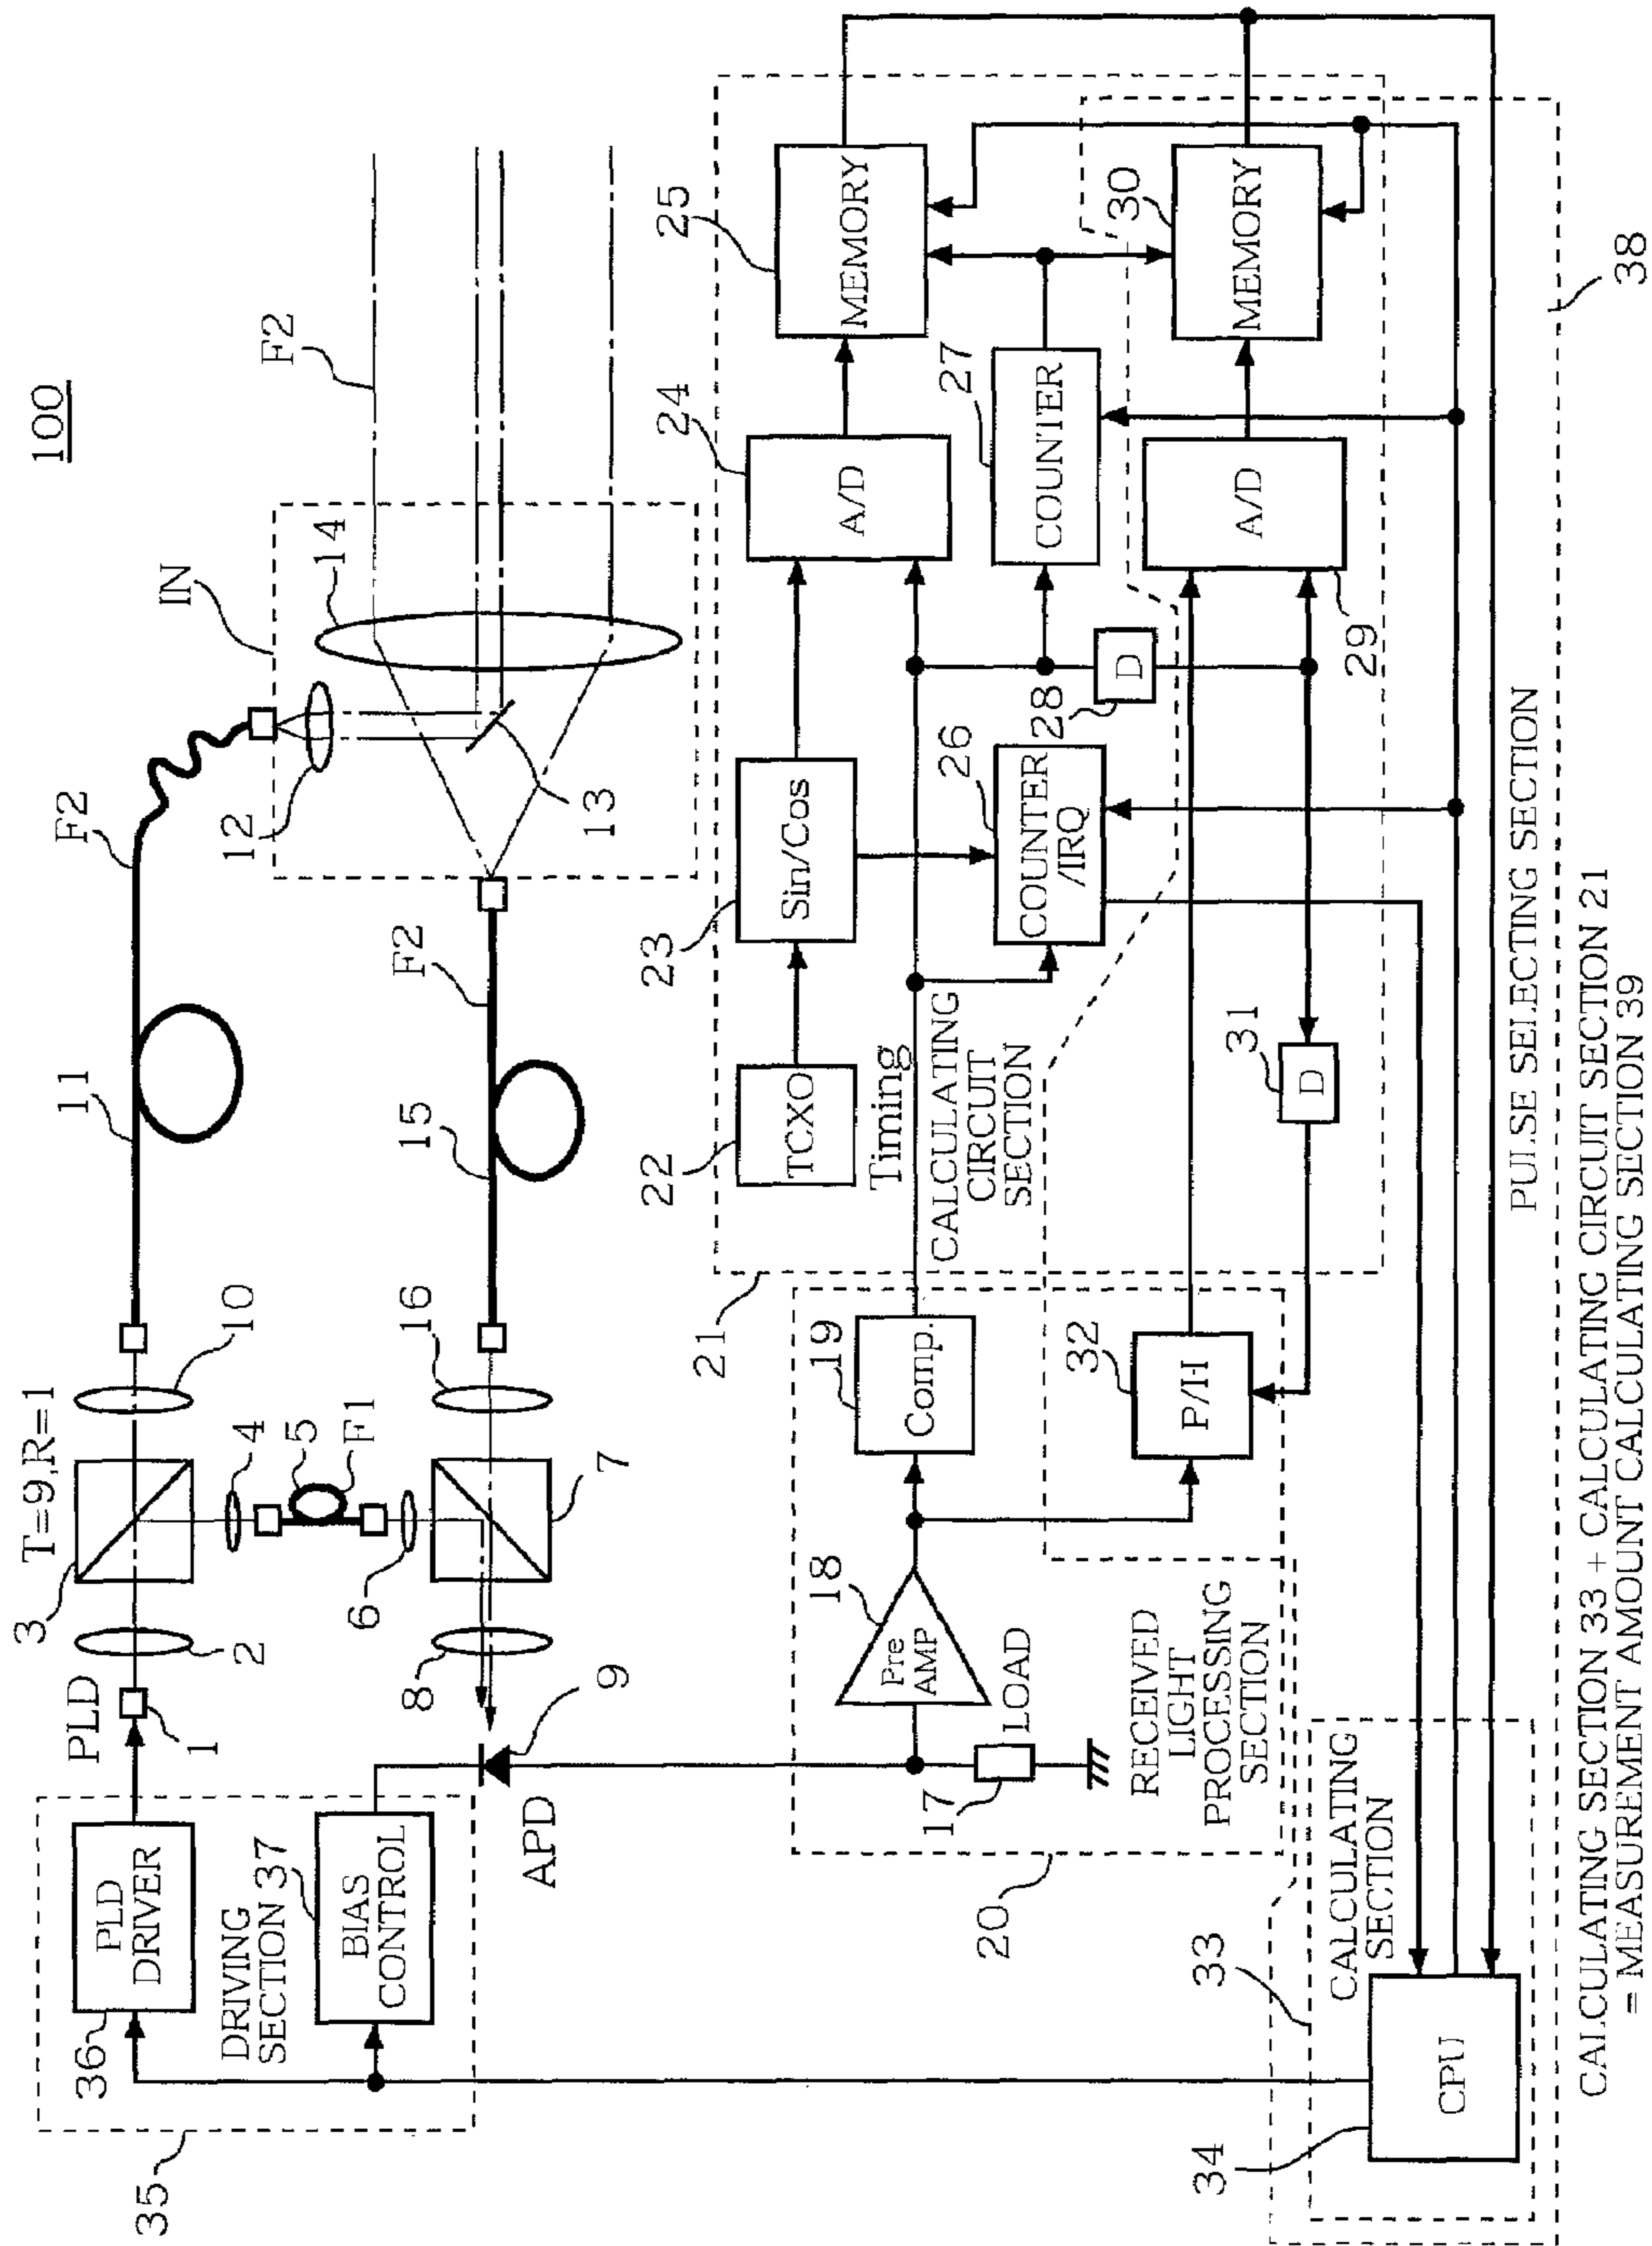 100
T=9,R=1
PLD
1
2
3
4
5
F1
6
7
8
9
APD
10
11
F2
12
13
14
IN
F2
15
F2
16
35
36
PLD
DRIVER
DRIVING
SECTION 37
BIAS
CONTROL
17
LOAD
18
Pre
AMP
19
Comp.
20
RECEIVED
LIGHT
PROCESSING
SECTION
32
P/H
21
22
TCXO
23
Sin/Cos
24
A/D
25
MEMORY
Timing
CALCULATING
CIRCUIT
SECTION
26
COUNTER
/IRQ
27
COUNTER
28
D
29
A/D
30
MEMORY
31
D
33
CALCULATING
SECTION
34
CPU
PULSE SELECTING SECTION
38
CALCULATING SECTION 33 + CALCULATING CIRCUIT SECTION 21
= MEASUREMENT AMOUNT CALCULATING SECTION 39